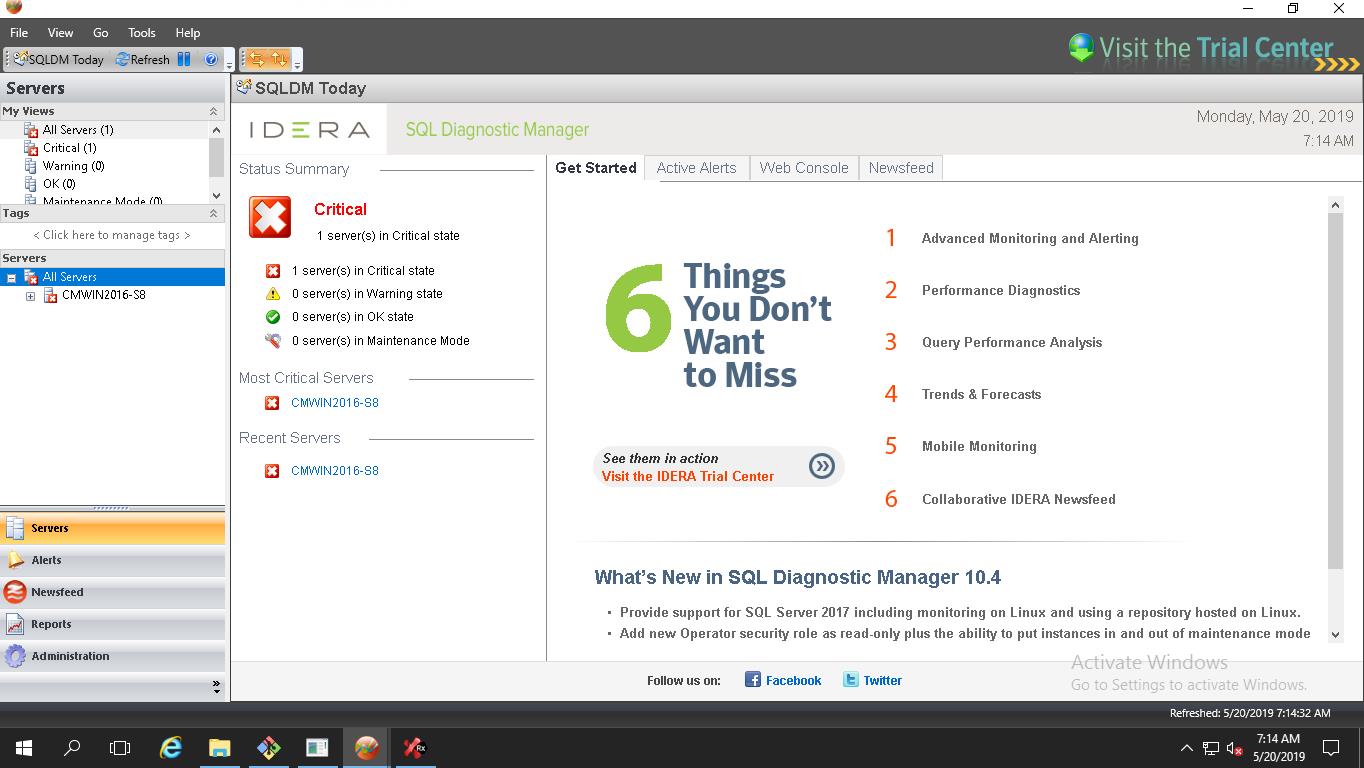 File View Go Tools Help
SQLDM Today Refresh
Visit the Trial Center
Servers
My Views
All Servers (1)
Critical (1)
Warning (0)
OK (0)
Maintenance Mode (0)
Tags
< Click here to manage tags >
Servers
All Servers
CMWIN2016-S8
Servers
Alerts
Newsfeed
Reports
Administration
SQLDM Today
IDERA SQL Diagnostic Manager
Monday, May 20, 2019
7:14 AM
Status Summary
Critical
1 server(s) in Critical state
1 server(s) in Critical state
0 server(s) in Warning state
0 server(s) in OK state
0 server(s) in Maintenance Mode
Most Critical Servers
CMWIN2016-S8
Recent Servers
CMWIN2016-S8
Get Started Active Alerts Web Console Newsfeed
6 Things
You Don't
Want
to Miss
See them in action
Visit the IDERA Trial Center
1 Advanced Monitoring and Alerting
2 Performance Diagnostics
3 Query Performance Analysis
4 Trends & Forecasts
5 Mobile Monitoring
6 Collaborative IDERA Newsfeed
What's New in SQL Diagnostic Manager 10.4
• Provide support for SQL Server 2017 including monitoring on Linux and using a repository hosted on Linux.
• Add new Operator security role as read-only plus the ability to put instances in and out of maintenance mode
Activate Windows
Go to Settings to activate Windows.
Follow us on: Facebook Twitter
Refreshed: 5/20/2019 7:14:32 AM
Rx
7:14 AM
5/20/2019